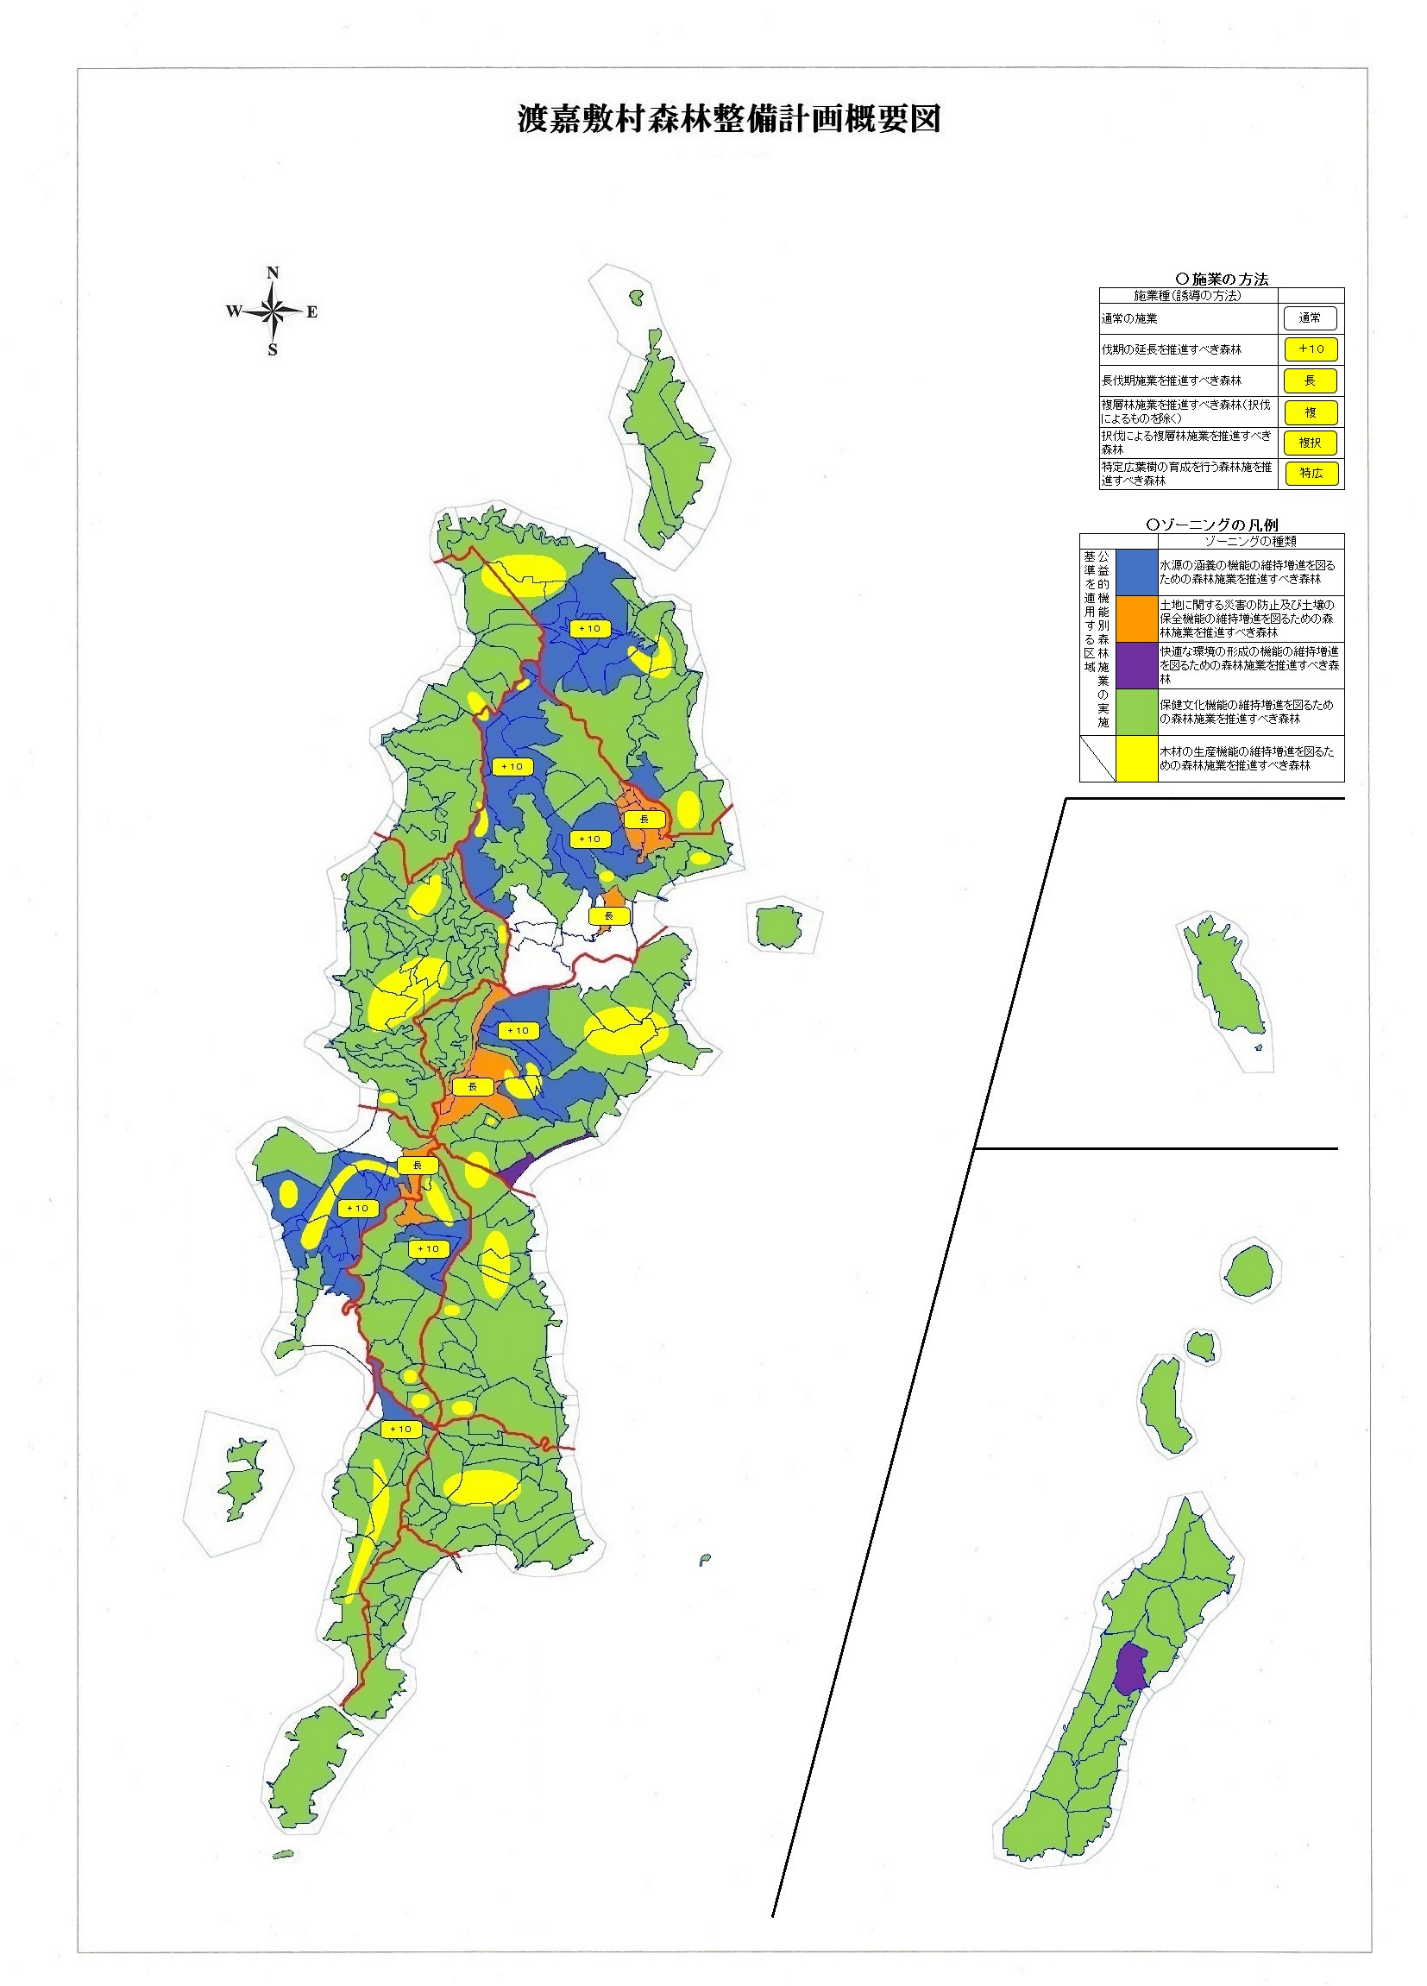 渡嘉敷村森林整備計画概要図
N
W
E
S
〇施業の方法
施業種(誘導の方法)
通常の施業
通常
伐期の延長を推進すべき森林
+10
長伐期施業を推進すべき森林
長
複層林施業を推進すべき森林(択伐
によるものを除く)
複
択伐による複層林施業を推進すべき
森林
複択
特定広葉樹の育成を行う森林施を推
進すべき森林
特広
〇ゾーニングの凡例
ゾーニングの種類
公益的機能別森林施業の実施
基準を適用する区域
水源の涵養の機能の維持増進を図る
ための森林施業を推進すべき森林
土地に関する災害の防止及び土壌の
保全機能の維持増進を図るための森
林施業を推進すべき森林
快適な環境の形成の機能の維持増進
を図るための森林施業を推進すべき森
林
保健文化機能の維持増進を図るため
の森林施業を推進すべき森林
木材の生産機能の維持増進を図るた
めの森林施業を推進すべき森林
+10
+10
長
+10
長
+10
長
長
+10
+10
+10